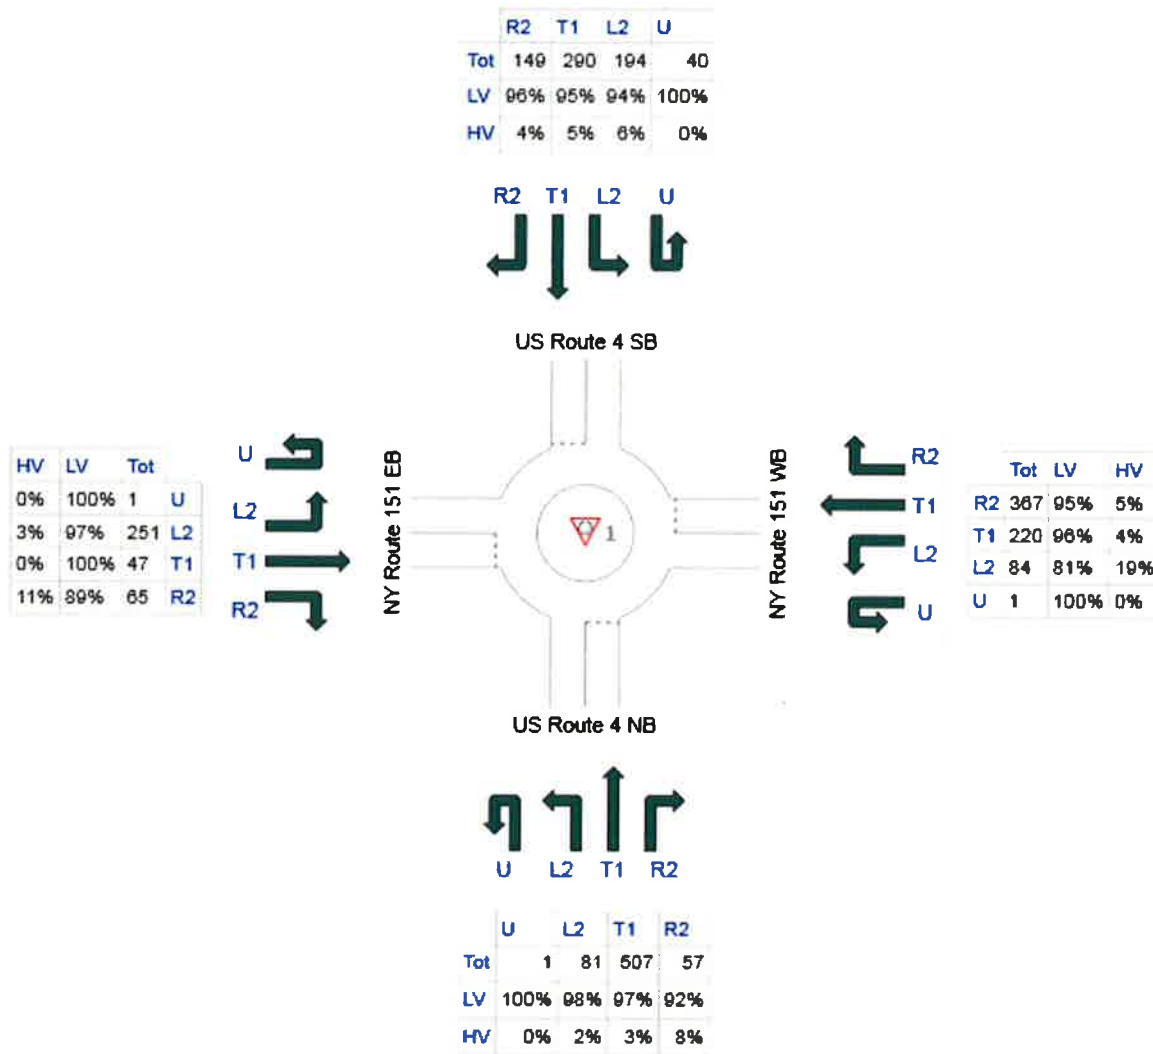 R2 T1 L2 U
Tot 149 290 194 40
LV 96% 95% 94% 100%
HV 4% 5% 6% 0%
R2 T1 L2 U
US Route 4 SB
HV LV Tot
0% 100% 1 U
3% 97% 251 L2
0% 100% 47 T1
11% 89% 65 R2
U
L2
T1
R2
NY Route 151 EB
1
NY Route 151 WB
R2
T1
L2
U
Tot LV HV
R2 367 95% 5%
T1 220 96% 4%
L2 84 81% 19%
U 1 100% 0%
US Route 4 NB
U L2 T1 R2
U L2 T1 R2
Tot 1 81 507 57
LV 100% 98% 97% 92%
HV 0% 2% 3% 8%